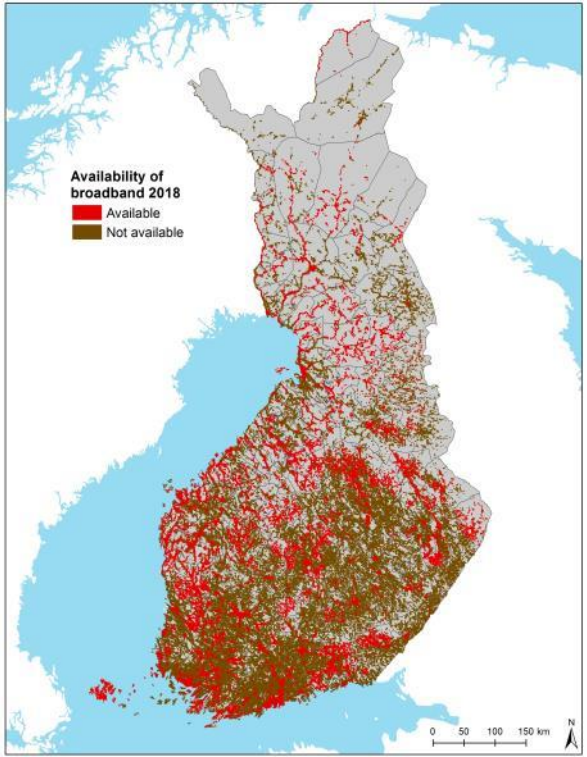 Availability of
broadband 2018
Available
Not available
N
0 50 100 150 km